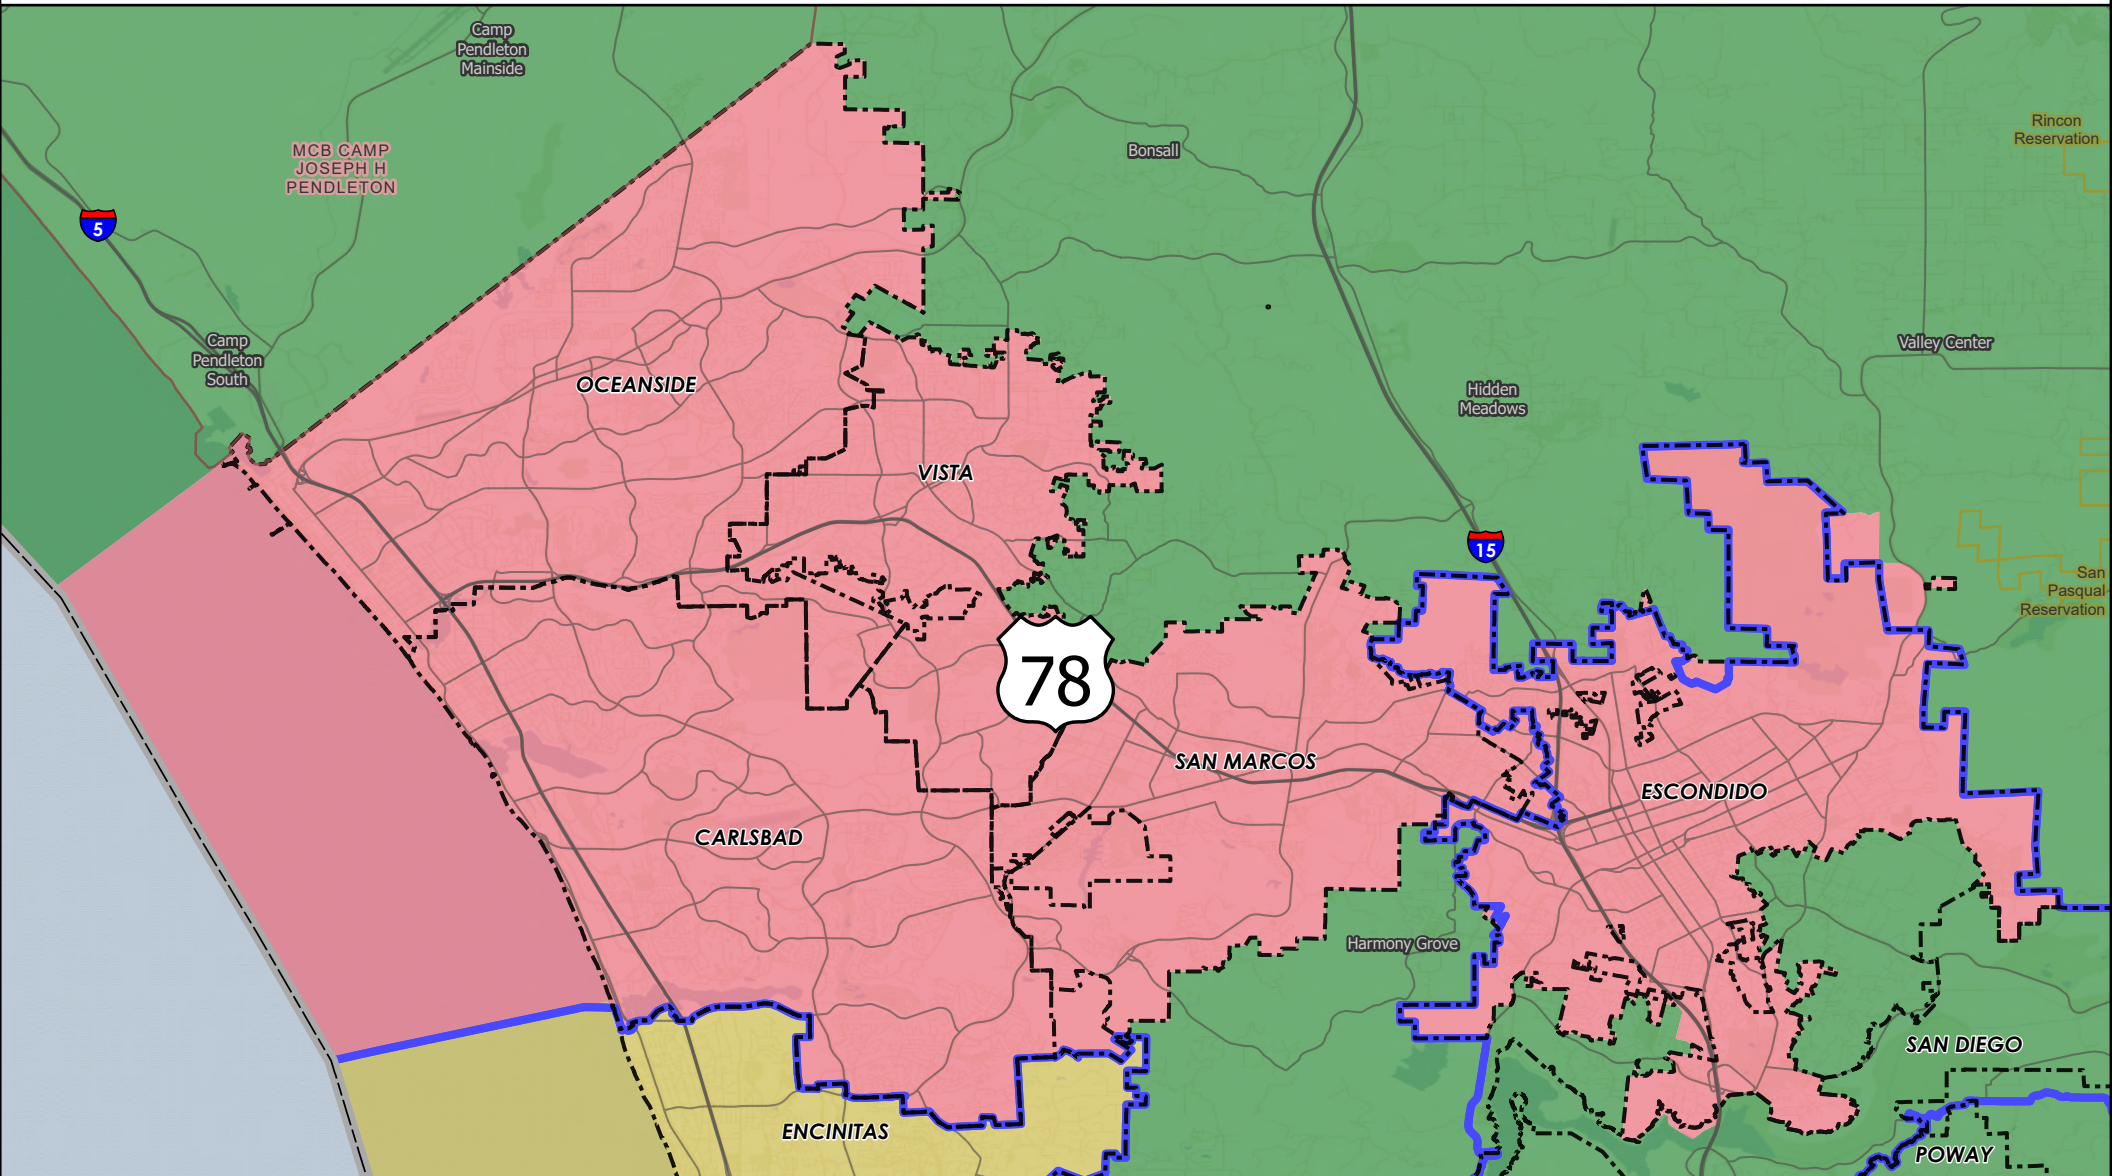 Camp
Pendleton
Mainside
MCB CAMP
JOSEPH H
PENDLETON
Bonsall
Rincon
Reservation
5
Camp
Pendleton
South
Valley Center
OCEANSIDE
Hidden
Meadows
VISTA
15
San
Pasqual
Reservation
78
SAN MARCOS
ESCONDIDO
CARLSBAD
Harmony Grove
SAN DIEGO
ENCINITAS
POWAY